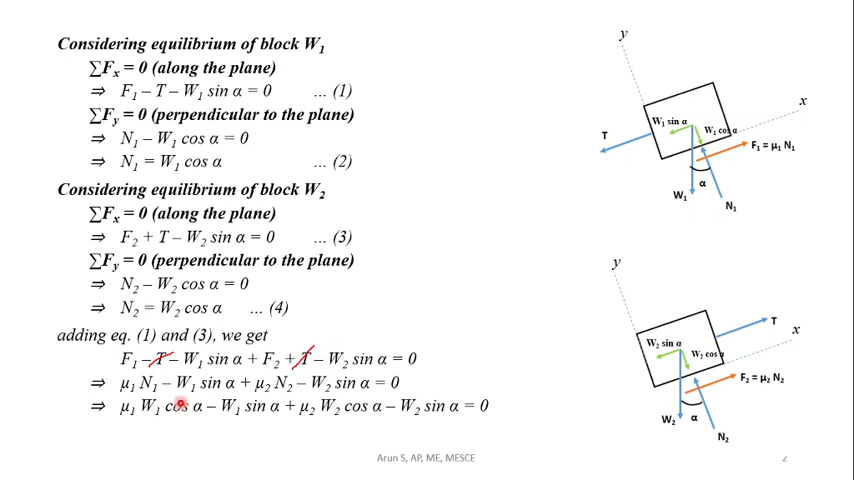 Considering equilibrium of block W₁
∑Fₓ = 0 (along the plane)
⇒ F₁ – T – W₁ sin α = 0 ... (1)
∑Fᵧ = 0 (perpendicular to the plane)
⇒ N₁ – W₁ cos α = 0
⇒ N₁ = W₁ cos α ... (2)
Considering equilibrium of block W₂
∑Fₓ = 0 (along the plane)
⇒ F₂ + T – W₂ sin α = 0 ... (3)
∑Fᵧ = 0 (perpendicular to the plane)
⇒ N₂ – W₂ cos α = 0
⇒ N₂ = W₂ cos α ... (4)
adding eq. (1) and (3), we get
F₁ – T – W₁ sin α + F₂ + T – W₂ sin α = 0
⇒ μ₁ N₁ – W₁ sin α + μ₂ N₂ – W₂ sin α = 0
⇒ μ₁ W₁ cos α – W₁ sin α + μ₂ W₂ cos α – W₂ sin α = 0
y
x
W₁ sin α
W₁ cos α
T
F₁ = μ₁ N₁
α
W₁
N₁
y
T
x
W₂ sin α
W₂ cos α
F₂ = μ₂ N₂
W₂
α
N₂
Arun S, AP, ME, MESCE
2